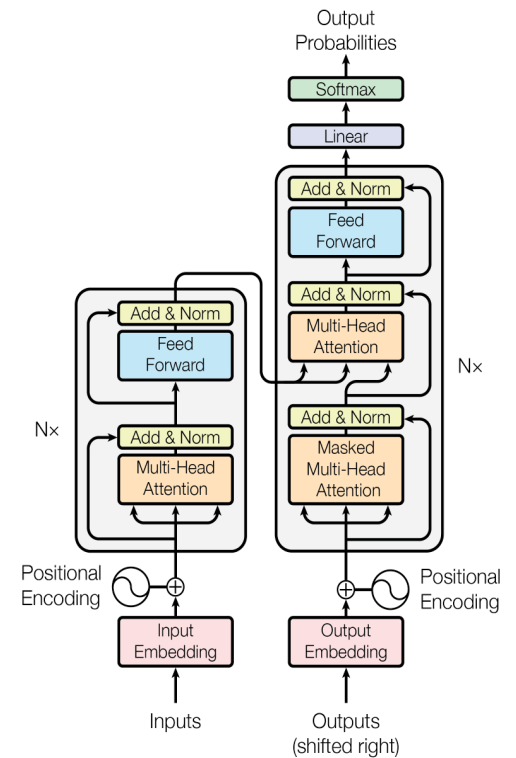 Output
Probabilities
Softmax
Linear
Add & Norm
Feed
Forward
Add & Norm
Multi-Head
Attention
Add & Norm
Masked
Multi-Head
Attention
N×
Add & Norm
Feed
Forward
Add & Norm
Multi-Head
Attention
N×
Positional
Encoding
Positional
Encoding
Input
Embedding
Output
Embedding
Inputs
Outputs
(shifted right)